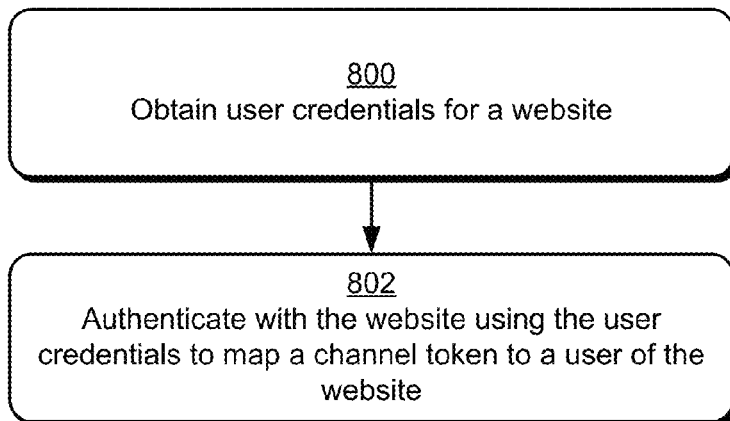 800
Obtain user credentials for a website
802
Authenticate with the website using the user
credentials to map a channel token to a user of the
website